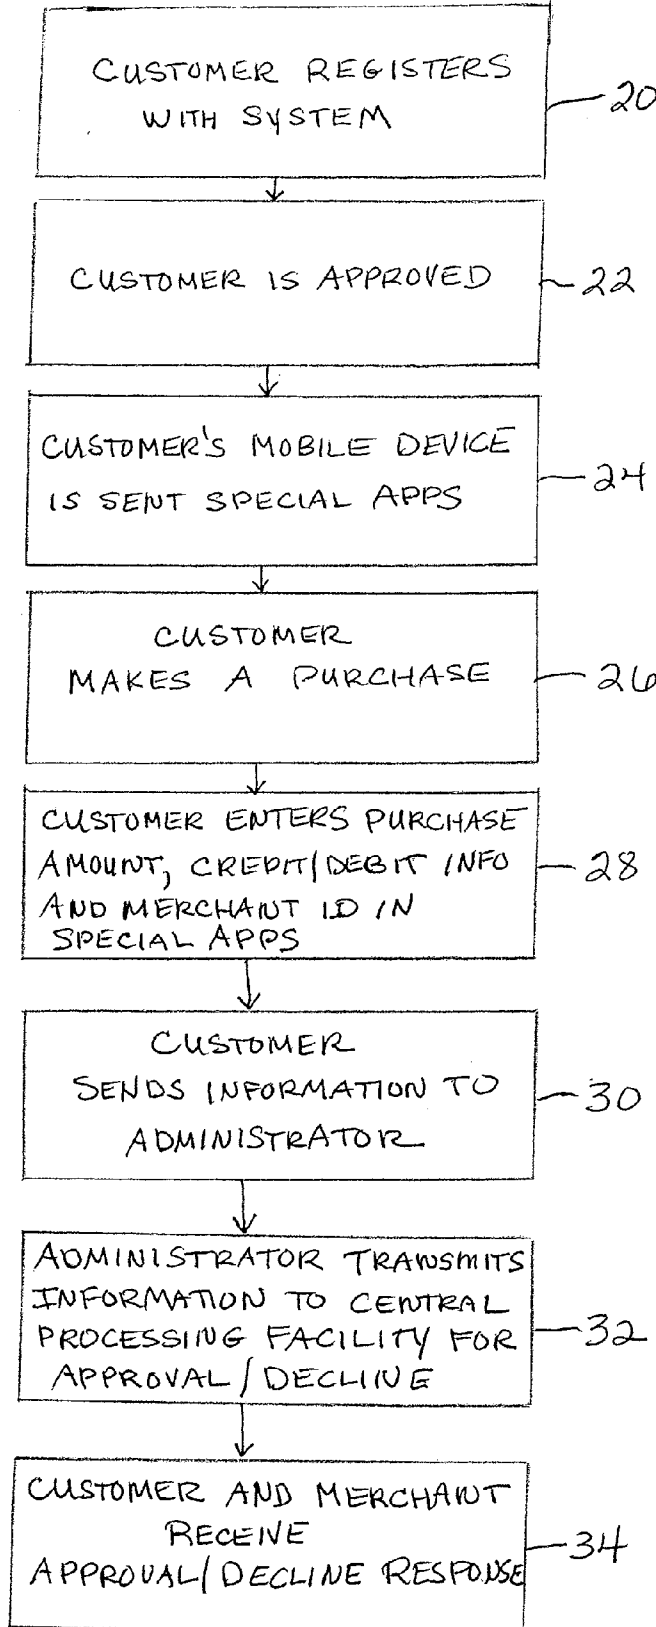 CUSTOMER REGISTERS
WITH SYSTEM
20
CUSTOMER IS APPROVED
22
CUSTOMER'S MOBILE DEVICE
IS SENT SPECIAL APPS
24
CUSTOMER
MAKES A PURCHASE
26
CUSTOMER ENTERS PURCHASE
AMOUNT, CREDIT/DEBIT INFO
AND MERCHANT ID IN
SPECIAL APPS
28
CUSTOMER
SENDS INFORMATION TO
ADMINISTRATOR
30
ADMINISTRATOR TRANSMITS
INFORMATION TO CENTRAL
PROCESSING FACILITY FOR
APPROVAL/DECLINE
32
CUSTOMER AND MERCHANT
RECEIVE
APPROVAL/DECLINE RESPONSE
34